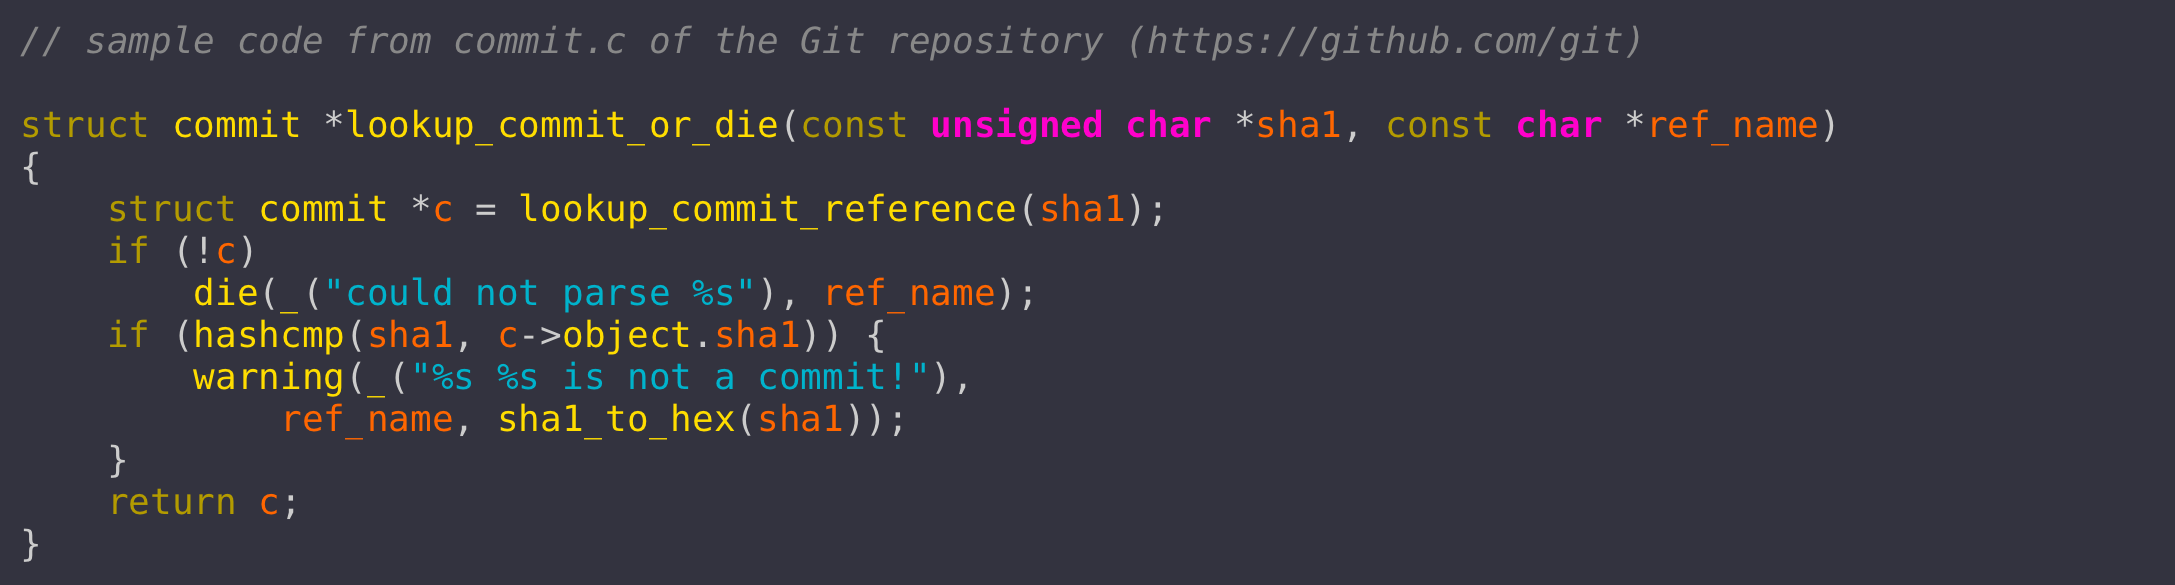 // sample code from commit.c of the Git repository (https://github.com/git)

struct commit *lookup_commit_or_die(const unsigned char *sha1, const char *ref_name)
{
    struct commit *c = lookup_commit_reference(sha1);
    if (!c)
        die(_("could not parse %s"), ref_name);
    if (hashcmp(sha1, c->object.sha1)) {
        warning(_("%s %s is not a commit!"),
            ref_name, sha1_to_hex(sha1));
    }
    return c;
}